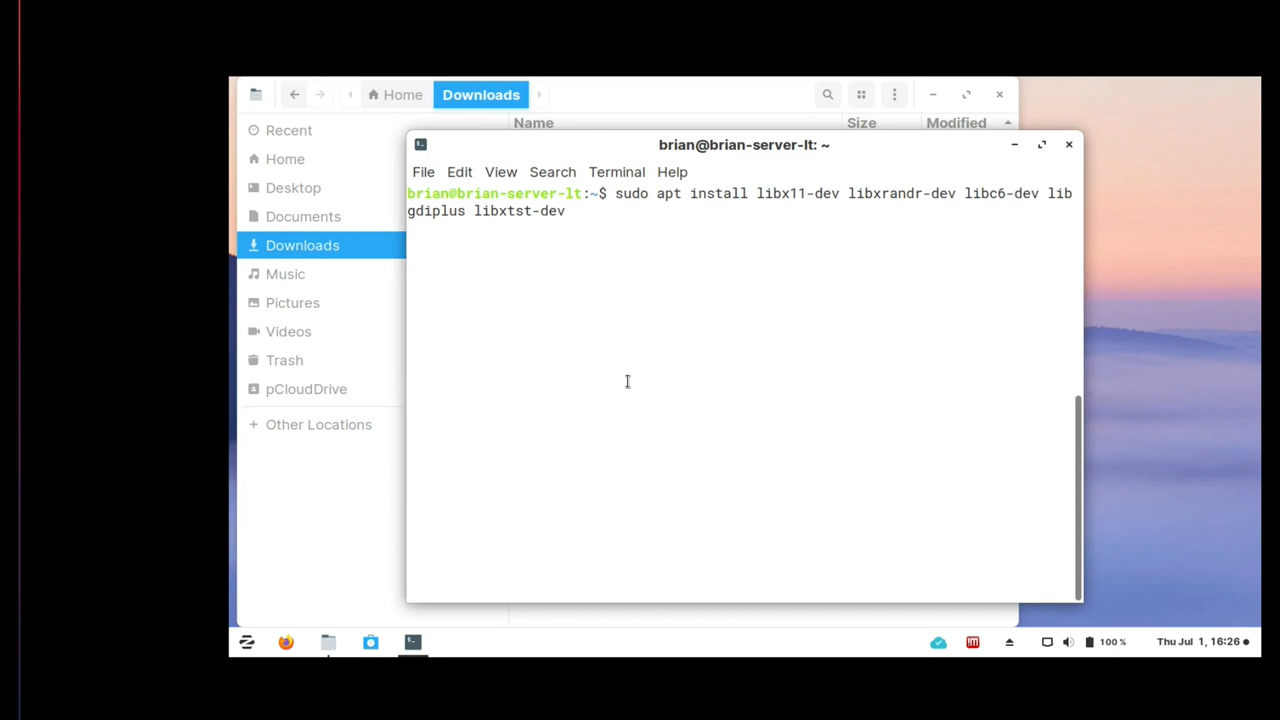 Home
Downloads
Recent
Home
Desktop
Documents
Downloads
Music
Pictures
Videos
Trash
pCloudDrive
Other Locations
Name
Size
Modified
brian@brian-server-lt: ~
File Edit View Search Terminal Help
brian@brian-server-lt:~$ sudo apt install libx11-dev libxrandr-dev libc6-dev lib
gdiplus libxtst-dev
100 %
Thu Jul 1, 16:26